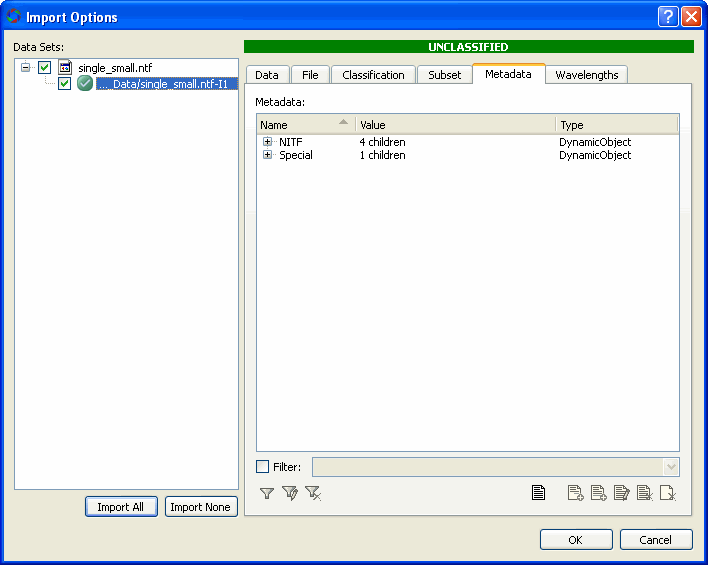 Import Options
Data Sets:
UNCLASSIFIED
single_small.ntf
..._Data/single_small.ntf-I1
Data File Classification Subset Metadata Wavelengths
Metadata:
Name Value Type
NITF 4 children DynamicObject
Special 1 children DynamicObject
Filter:
Import All Import None
OK Cancel